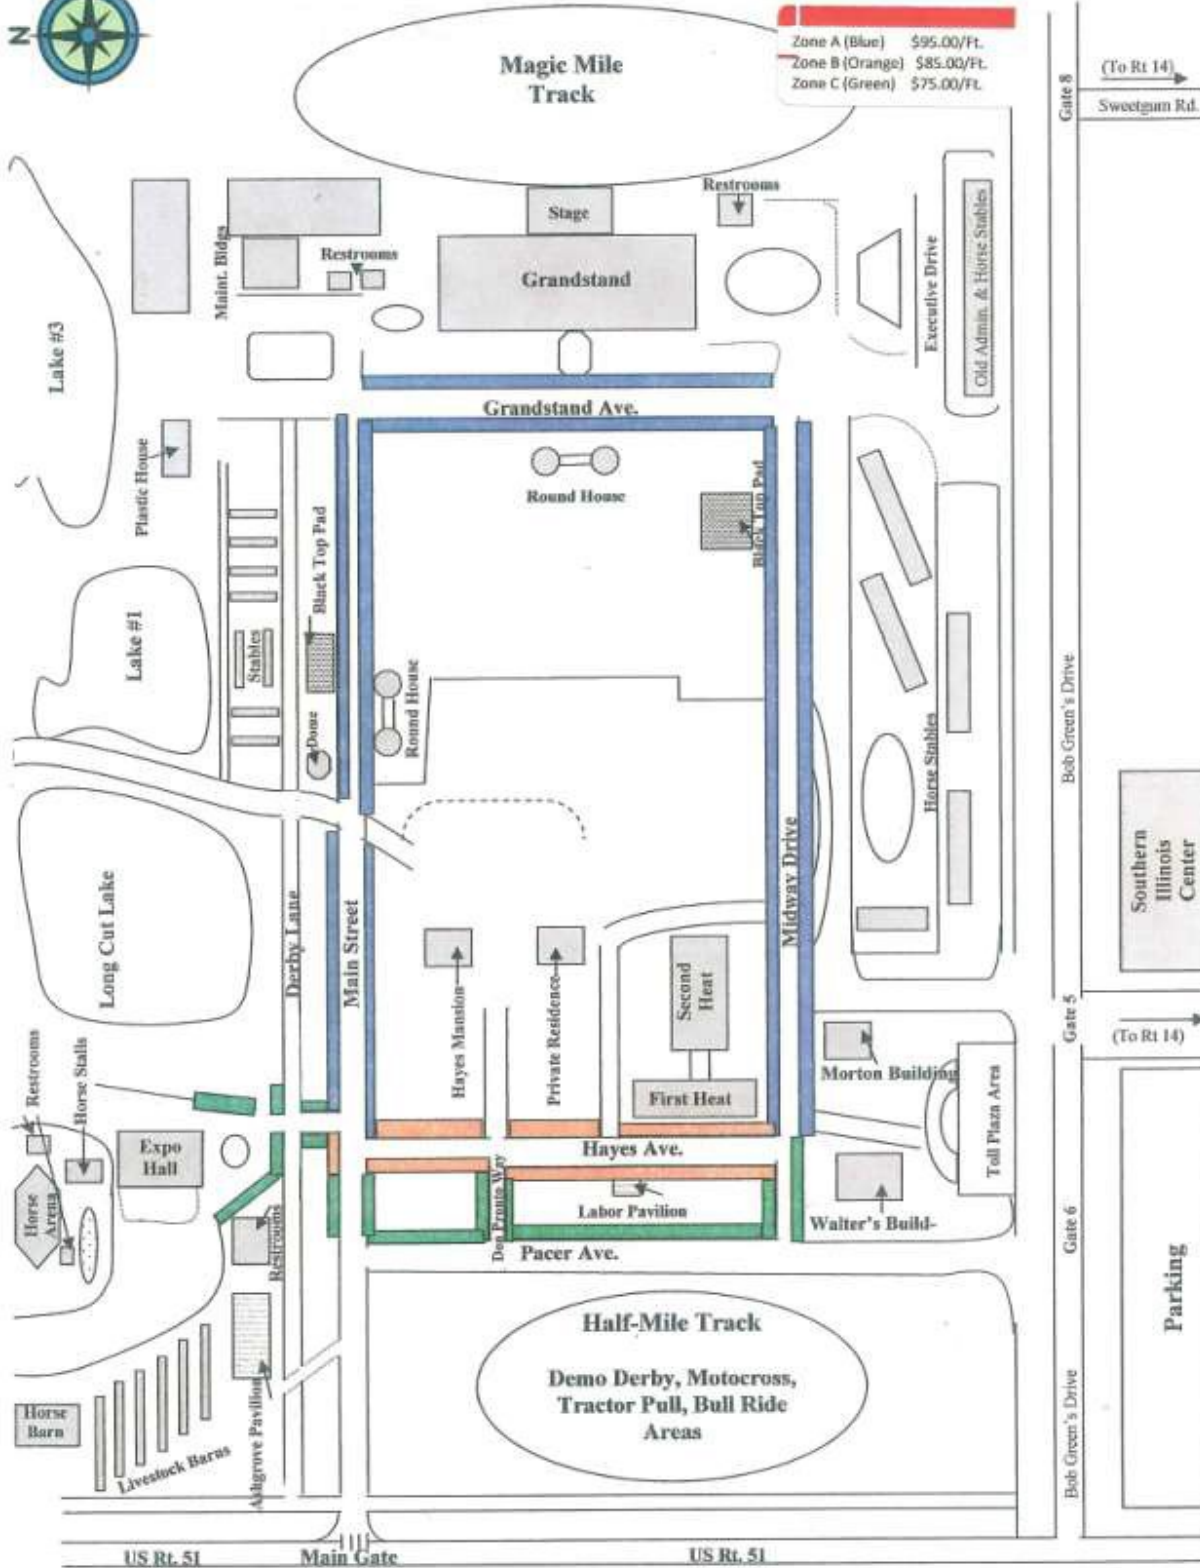 N
Zone A (Blue) $95.00/Ft.
Zone B (Orange) $85.00/Ft.
Zone C (Green) $75.00/Ft.
Magic Mile
Track
Gate 8
(To Rt 14)
Sweetgum Rd.
Restrooms
Stage
Maint. Bldgs
Restrooms
Grandstand
Executive Drive
Old Admin. & Horse Stables
Lake #3
Grandstand Ave.
Plastic House
Round House
Black Top Pad
Black Top Pad
Lake #1
Stables
Dome
Round House
Horse Stables
Bob Green's Drive
Midway Drive
Southern
Illinois
Center
Long Cut Lake
Derby Lane
Main Street
Hayes Mansion
Private Residence
Second
Heat
First Heat
Gate 5
(To Rt 14)
Morton Building
Toll Plaza Area
Restrooms
Horse Stalls
Expo
Hall
Horse
Arena
Hayes Ave.
Don Pronto Way
Labor Pavilion
Walter's Build-
Restrooms
Pacer Ave.
Gate 6
Parking
Half-Mile Track
Demo Derby, Motocross,
Tractor Pull, Bull Ride
Areas
Horse
Barn
Livestock Barns
Ashgrove Pavilion
Bob Green's Drive
US Rt. 51
Main Gate
US Rt. 51